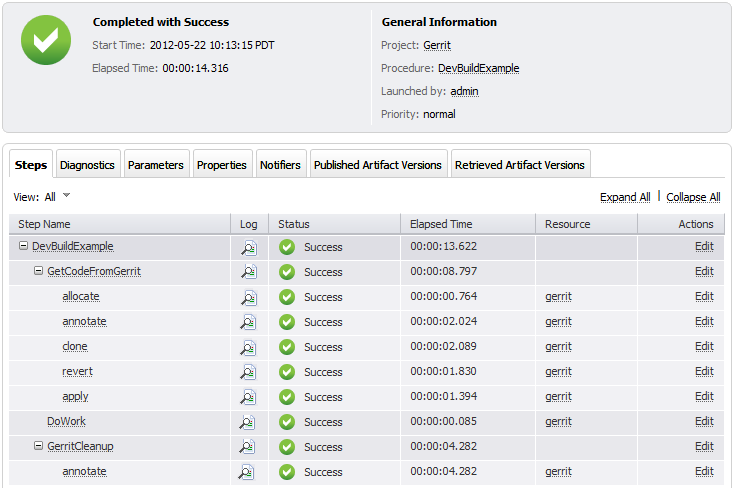 Completed with Success
Start Time: 2012-05-22 10:13:15 PDT
Elapsed Time: 00:00:14.316
General Information
Project: Gerrit
Procedure: DevBuildExample
Launched by: admin
Priority: normal
Steps Diagnostics Parameters Properties Notifiers Published Artifact Versions Retrieved Artifact Versions
View: All Expand All Collapse All
Step Name Log Status Elapsed Time Resource Actions
DevBuildExample Success 00:00:13.622 Edit
GetCodeFromGerrit Success 00:00:08.797 Edit
allocate Success 00:00:00.764 gerrit Edit
annotate Success 00:00:02.024 gerrit Edit
clone Success 00:00:02.089 gerrit Edit
revert Success 00:00:01.830 gerrit Edit
apply Success 00:00:01.394 gerrit Edit
DoWork Success 00:00:00.085 gerrit Edit
GerritCleanup Success 00:00:04.282 Edit
annotate Success 00:00:04.282 gerrit Edit